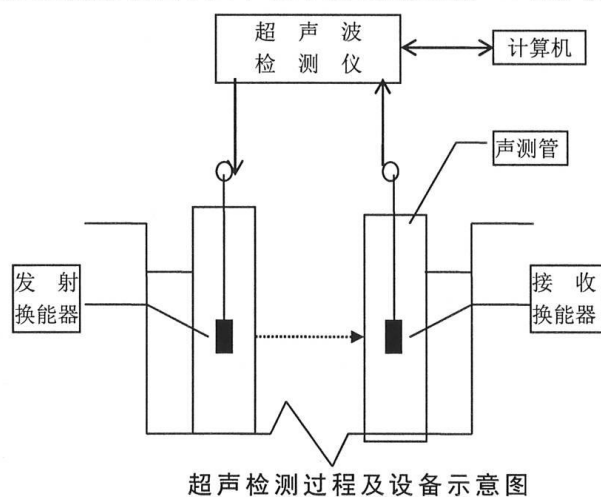 超 声 波
检 测 仪
计算机
声测管
发 射
换能器
接 收
换能器
超声检测过程及设备示意图